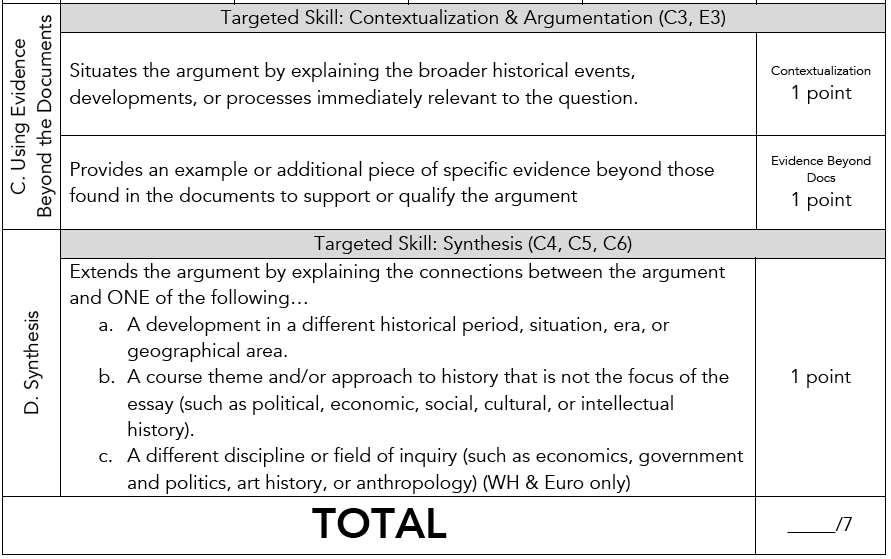 Targeted Skill: Contextualization & Argumentation (C3, E3)
C. Using Evidence
Beyond the Documents
Situates the argument by explaining the broader historical events,
developments, or processes immediately relevant to the question.
Contextualization
1 point
Provides an example or additional piece of specific evidence beyond those
found in the documents to support or qualify the argument
Evidence Beyond
Docs
1 point
Targeted Skill: Synthesis (C4, C5, C6)
D. Synthesis
Extends the argument by explaining the connections between the argument
and ONE of the following…
a. A development in a different historical period, situation, era, or
geographical area.
b. A course theme and/or approach to history that is not the focus of the
essay (such as political, economic, social, cultural, or intellectual
history).
c. A different discipline or field of inquiry (such as economics, government
and politics, art history, or anthropology) (WH & Euro only)
1 point
TOTAL
_____/7